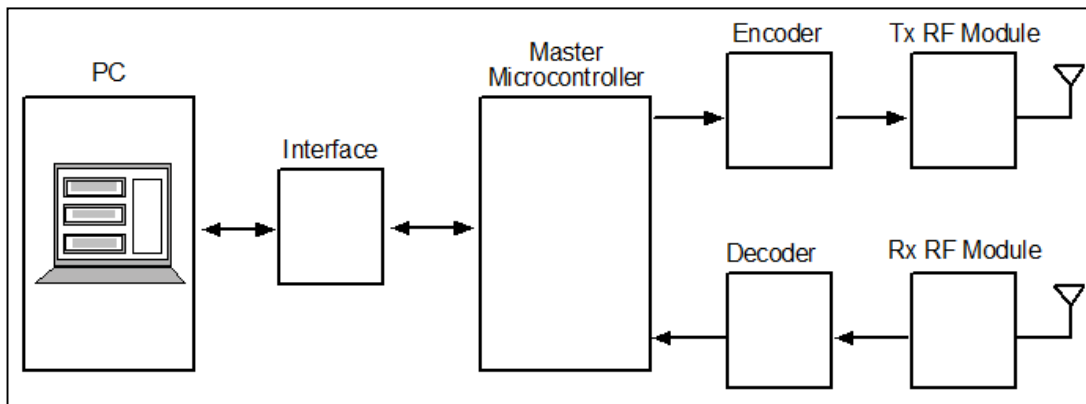 PC
Interface
Master
Microcontroller
Encoder
Tx RF Module
Decoder
Rx RF Module